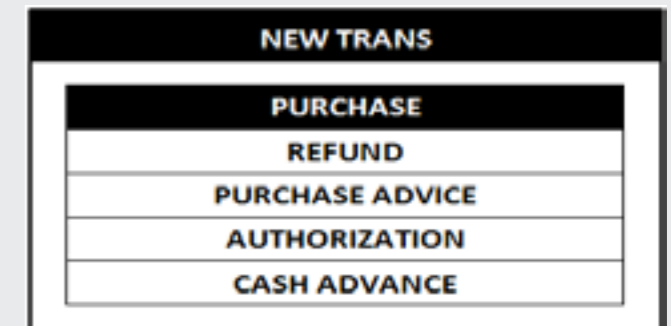 NEW TRANS
PURCHASE
REFUND
PURCHASE ADVICE
AUTHORIZATION
CASH ADVANCE